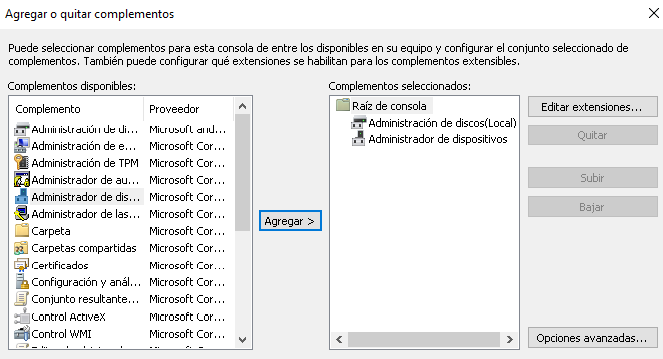 Agregar o quitar complementos
Puede seleccionar complementos para esta consola de entre los disponibles en su equipo y configurar el conjunto seleccionado de
complementos. También puede configurar qué extensiones se habilitan para los complementos extensibles.
Complementos disponibles:
Complemento Proveedor
Administración de di... Microsoft and...
Administración de e... Microsoft Cor...
Administración de TPM Microsoft Cor...
Administrador de au... Microsoft Cor...
Administrador de dis... Microsoft Cor...
Administrador de las... Microsoft Cor...
Carpeta Microsoft Cor...
Carpetas compartidas Microsoft Cor...
Certificados Microsoft Cor...
Configuración y anál... Microsoft Cor...
Conjunto resultante... Microsoft Cor...
Control ActiveX Microsoft Cor...
Control WMI Microsoft Cor...
Agregar >
Complementos seleccionados:
Raíz de consola
Administración de discos(Local)
Administrador de dispositivos
Editar extensiones...
Quitar
Subir
Bajar
Opciones avanzadas...